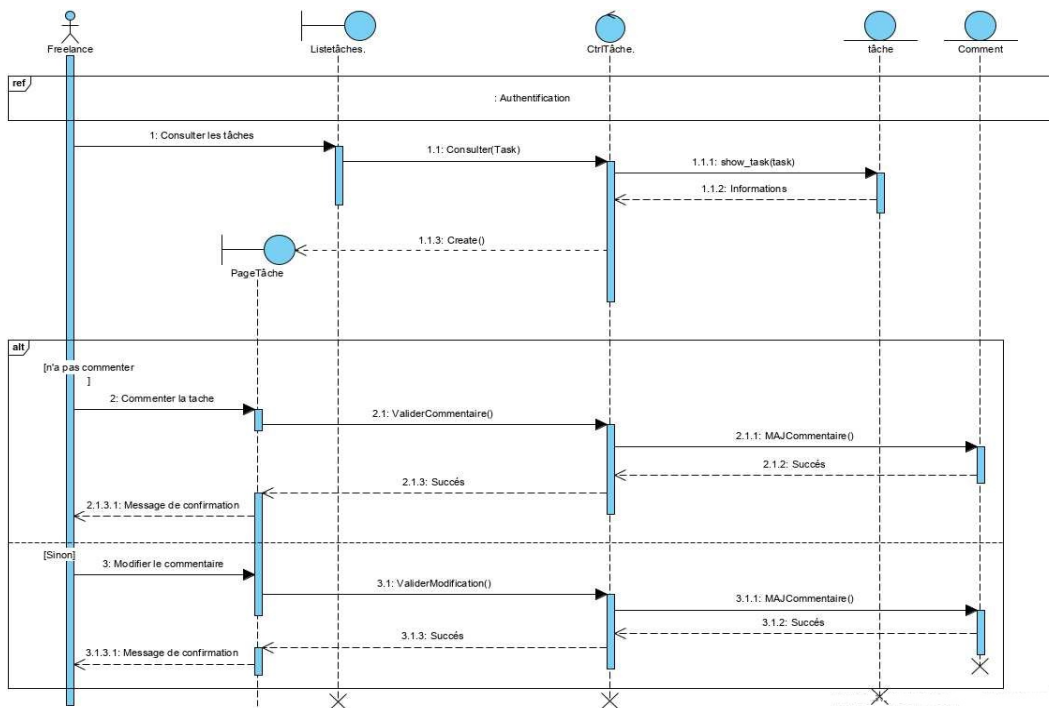 Freelance
Listetâches.
CtrlTâche.
tâche
Comment
ref
: Authentification
1: Consulter les tâches
1.1: Consulter(Task)
1.1.1: show_task(task)
1.1.2: Informations
1.1.3: Create()
PageTâche
alt
[n'a pas commenter
]
2: Commenter la tache
2.1: ValiderCommentaire()
2.1.1: MAJCommentaire()
2.1.2: Succés
2.1.3: Succés
2.1.3.1: Message de confirmation
[Sinon]
3: Modifier le commentaire
3.1: ValiderModification()
3.1.1: MAJCommentaire()
3.1.2: Succés
3.1.3: Succés
3.1.3.1: Message de confirmation